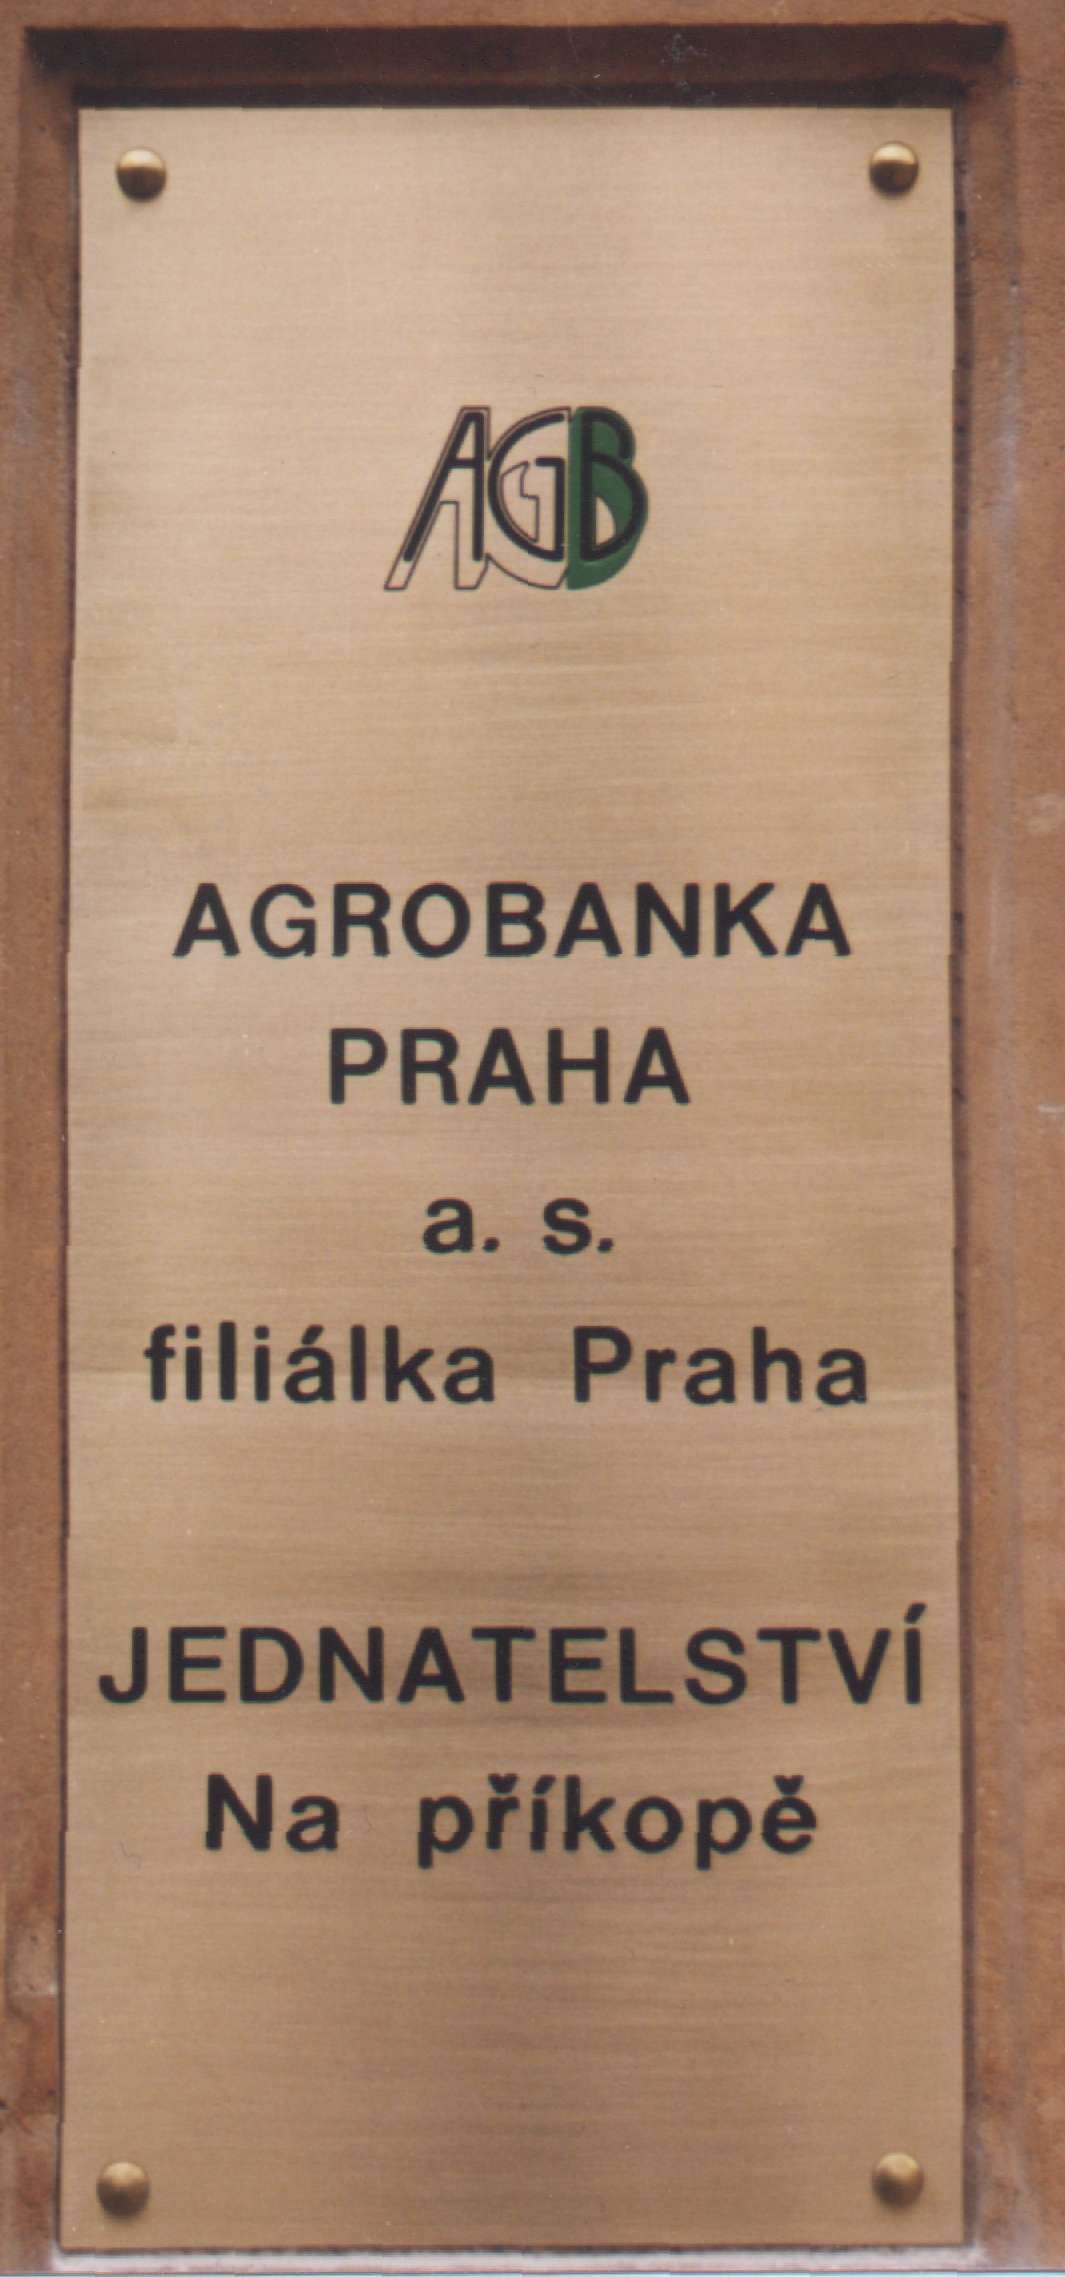 AGB
AGROBANKA
PRAHA
a. s.
filiálka Praha
JEDNATELSTVÍ
Na příkopě